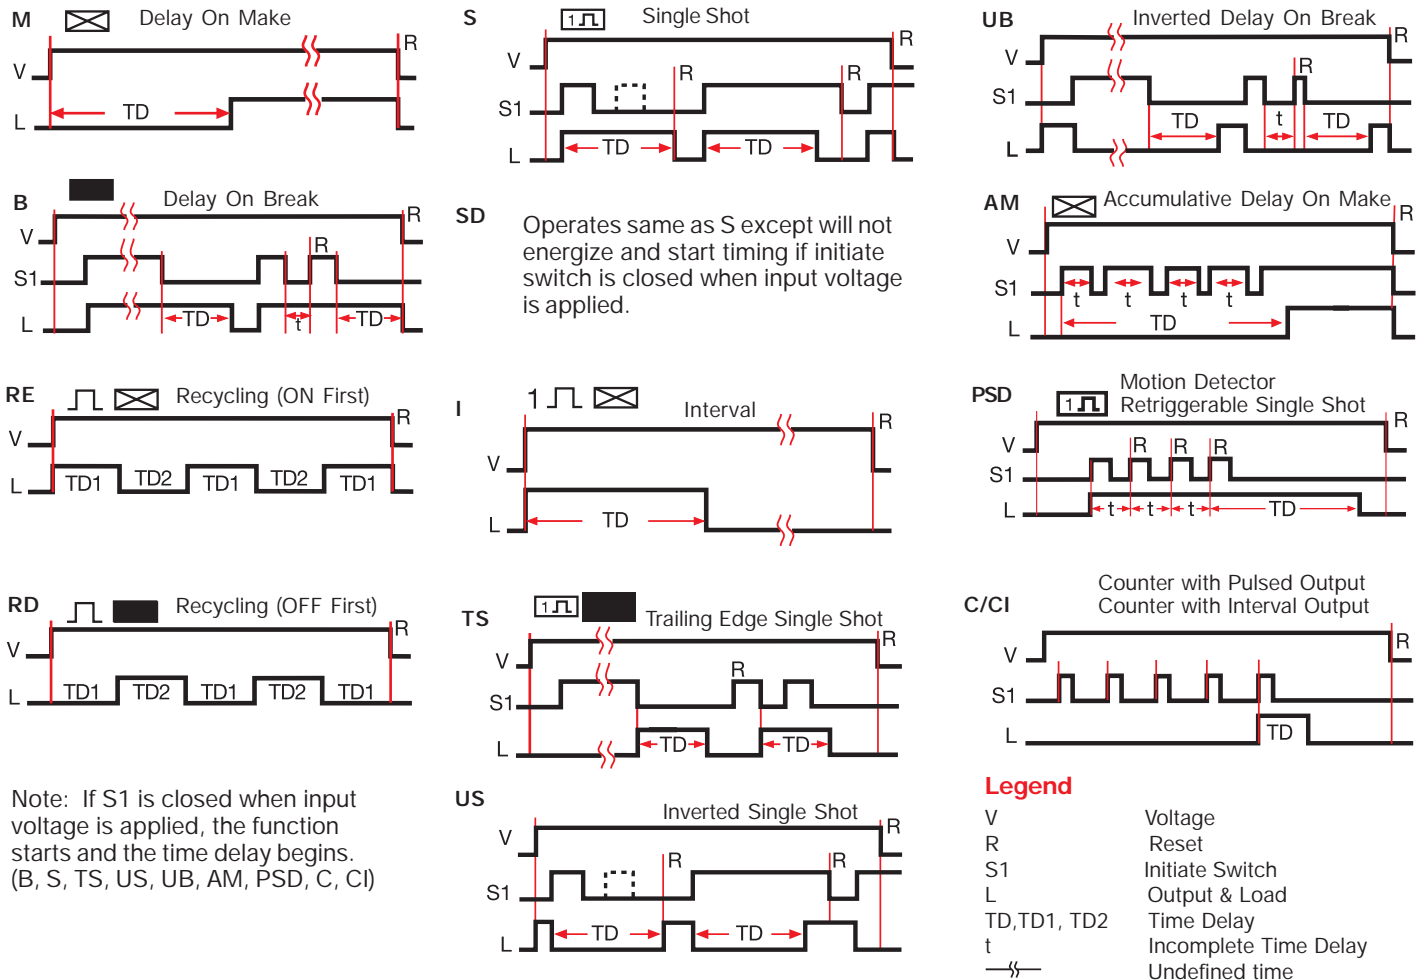 M Delay On Make
R
V
TD
L
S 1 Single Shot
R
V
R
S1
TD TD
L
UB Inverted Delay On Break
R
V
R
S1
TD t TD
L
B Delay On Break
R
V
R
S1
TD t TD
L
SD Operates same as S except will not
energize and start timing if initiate
switch is closed when input voltage
is applied.
AM Accumulative Delay On Make
R
V
S1
t t t t
TD
L
RE Recycling (ON First)
R
V
TD1 TD2 TD1 TD2 TD1
L
I 1 Interval
R
V
TD
L
PSD Motion Detector
1 Retriggerable Single Shot
R
V
R R R
S1
t t t TD
L
RD Recycling (OFF First)
R
V
TD1 TD2 TD1 TD2 TD1
L
TS 1 Trailing Edge Single Shot
R
V
R
S1
TD TD
L
C/CI Counter with Pulsed Output
Counter with Interval Output
R
V
S1
TD
L
Note: If S1 is closed when input
voltage is applied, the function
starts and the time delay begins.
(B, S, TS, US, UB, AM, PSD, C, CI)
US Inverted Single Shot
R
V
R R
S1
TD TD
L
Legend
V Voltage
R Reset
S1 Initiate Switch
L Output & Load
TD,TD1, TD2 Time Delay
t Incomplete Time Delay
Undefined time